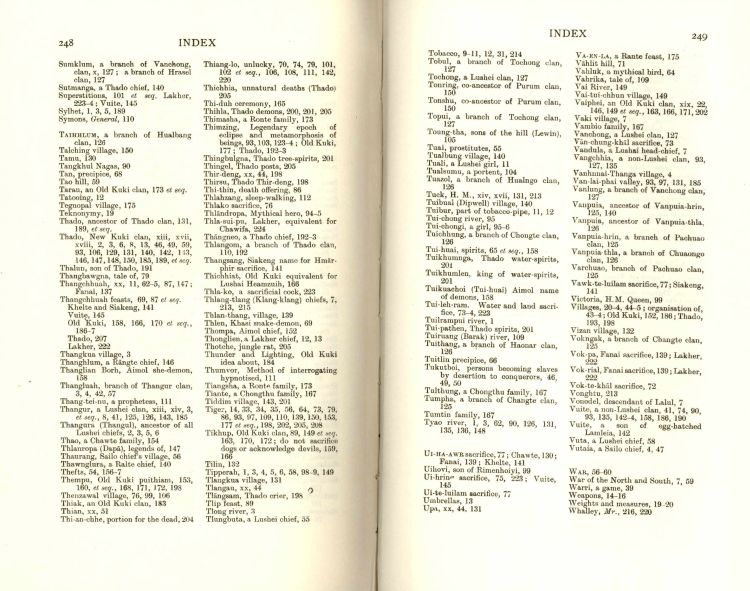 248
INDEX
Sumklum, a branch of Vanchong,
clan, x, 127; a branch of Hrasel
clan, 127
Sutmanga, a Thado chief, 140
Superstitions, 101 et seq. Lakher,
223-4; Vuite, 145
Sylhet, 1, 3, 5, 189
Symons, General, 110
TAIHHLUM, a branch of Hualbang
clan, 126
Talching village, 150
Tamu, 130
Tangkhul Nagas, 90
Tan, precipice, 68
Tao hill, 59
Tarau, an Old Kuki clan, 173 et seq.
Tatooing, 12
Tegnopal village, 175
Teknonymy, 19
Thado, ancestor of Thado clan, 131,
189, et seq.
Thado, New Kuki clan, xiii, xvii,
xviii, 2, 3, 6, 8, 13, 46, 49, 59,
93, 106, 129, 131, 140, 142, 143,
146, 147, 148, 150, 185, 189, et seq.
Thalun, son of Thado, 191
Thangbawnga, tale of, 79
Thangchhuah, xx, 11, 62-5, 87, 147;
Fanai, 137
Thangchhuah feasts, 69, 87 et seq.
Khelte and Siakeng, 141
Vuite, 145
Old Kuki, 158, 166, 170 et seq.,
186-7
Thado, 207
Lakher, 222
Thangkua village, 3
Thanghlum, a Rangte chief, 146
Thanglian Borh, Aimol she-demon,
158
Thangluah, branch of Thangur clan,
3, 4, 42, 57
Thang-tei-nu, a prophetess, 111
Thangur, a Lushei clan, xiii, xiv, 3,
et seq., 8, 41, 125, 126, 143, 185
Thangura (Thangul), ancestor of all
Lushei chiefs, 2, 3, 5, 6
Thao, a Chawte family, 154
Thlanropa (Dapā), legends of, 147
Thaurang, Sailo chief's village, 56
Thawnglura, a Ralte chief, 140
Thefts, 54, 156-7
Thempu, Old Kuki puithiam, 153,
160, et seq., 168, 171, 172, 198
Thenzawal village, 76, 99, 106
Thiak, an Old Kuki clan, 183
Thian, xx, 51
Thi-an-chhe, portion for the dead, 204
Thiang-lo, unlucky, 70, 74, 79, 101,
102 et seq., 106, 108, 111, 142,
220
Thichhia, unnatural deaths (Thado)
205
Thi-duh ceremony, 165
Thihla, Thado demons, 200, 201, 205
Thimasha, a Ronte family, 173
Thimzing, Legendary epoch of
eclipses and metamorphosis of
beings, 93, 103, 123-4; Old Kuki,
177; Thado, 192-3
Thingbulgna, Thado tree-spirits, 201
Thingel, Thado posts, 205
Thir-deng, xx, 44, 198
Thirsu, Thado Thir-deng, 198
Thi-thin, death offering, 86
Thlahzang, sleep-walking, 112
Thlako sacrifice, 76
Thlāndropa, Mythical hero, 94-5
Thla-sui-pu, Lakher, equivalent for
Chawifa, 224
Thāngneo, a Thado chief, 192-3
Thlangom, a branch of Thado clan,
110, 192
Thangsang, Siakeng name for Hmār-
phir sacrifice, 141
Thichhiat, Old Kuki equivalent for
Lushai Heamzuih, 166
Thla-ko, a sacrificial cock, 223
Thlang-tlang (Klang-klang) chiefs, 7,
213, 215
Thlan-thang, village, 139
Thlen, Khasi snake-demon, 69
Thompa, Aimol chief, 152
Thonglien, a Lakher chief, 12, 13
Thotche, jungle rat, 205
Thunder and Lighting, Old Kuki
idea about, 184
Thumvor, Method of interrogating
hypnotised, 111
Tiangsha, a Ronte family, 173
Tiante, a Chongthu family, 167
Tiddim village, 143, 201
Tiger, 14, 33, 34, 35, 56, 64, 73, 79,
86, 93, 97, 109, 110, 139, 150, 153,
177 et seq., 198, 202, 205, 208
Tikhup, Old Kuki clan, 89, 149 et seq.
163, 170, 172; do not sacrifice
dogs or acknowledge devils, 159,
166
Tilin, 132
Tipperah, 1, 3, 4, 5, 6, 58, 98-9, 149
Tlangkua village, 131
Tlangau, xx, 44
Tlāngsam, Thado crier, 198
Tlip feast, 89
Tlong river, 3
Tlungbuta, a Lushei chief, 55
INDEX
249
Tobacco, 9-11, 12, 31, 214
Tobul, a branch of Tochong clan,
127
Tochong, a Lushei clan, 127
Tonring, co-ancestor of Purum clan,
150
Tonshu, co-ancestor of Purum clan,
150
Topui, a branch of Tochong clan,
127
Toung-tha, sons of the hill (Lewin),
105
Tuai, prostitutes, 55
Tualbung village, 140
Tuali, a Lushei girl, 11
Tualsumu, a portent, 104
Tuazol, a branch of Hualngo clan,
126
Tuck, H. M., xiv, xvii, 131, 213
Tuibual (Dipwell) village, 140
Tuibur, part of tobacco-pipe, 11, 12
Tui-chong river, 95
Tui-chongi, a girl, 95-6
Tuichhung, a branch of Chongte clan,
126
Tui-huai, spirits, 65 et seq., 158
Tuikhumnga, Thado water-spirits,
201
Tuikhumlen, king of water-spirits,
201
Tuikuachoi (Tui-huai) Aimol name
of demons, 158
Tui-leh-ram. Water and land sacri-
fice, 73-4, 223
Tuilrampui river, 1
Tui-pathen, Thado spirits, 201
Tuiruang (Barak) river, 109
Tuithang, a branch of Haonar clan,
126
Tuitlin precipice, 66
Tukutboi, persons becoming slaves
by desertion to conquerors, 46,
49, 50
Tulthung, a Chongthu family, 167
Tumpha, a branch of Changte clan,
125
Tumtin family, 167
Tyao river, 1, 3, 62, 90, 126, 131,
135, 136, 148
UI-HA-AWR sacrifice, 77; Chawte, 130;
Fanai, 139; Khelte, 141
Uihovi, son of Rimenhoiyi, 99
Ui-hring sacrifice, 75, 223; Vuite,
145
Ui-te-luilam sacrifice, 77
Umbrellas, 13
Upa, xx, 44, 131
VA-EN-LA, a Rante feast, 175
Vāhlit hill, 71
Vahluk, a mythical bird, 64
Vahrika, tale of, 109
Vai River, 149
Vai-tui-chhun village, 149
Vaiphei, an Old Kuki clan, xix, 22,
146, 149 et seq., 163, 166, 171, 202
Vaki village, 7
Vambio family, 167
Vanchong, a Lushei clan, 127
Vān-chung-khāl sacrifice, 73
Vandula, a Lushai head-chief, 7
Vangchhia, a non-Lushei clan, 93,
127, 135
Vanhnuai-Thanga village, 4
Van-lai-phai valley, 93, 97, 131, 185
Vanlung, a branch of Vanchong clan,
127
Vanpuia, ancestor of Vanpuia-hrin,
125, 140
Vanpuia, ancestor of Vanpuia-thla,
126
Vanpuia-hrin, a branch of Pachuao
clan, 125
Vanpuia-thla, a branch of Chuaongo
clan, 126
Varchuao, a branch of Pachuao clan,
125
Vawk-te-luilam sacrifice, 77; Siakeng,
141
Victoria, H.M. Queen, 99
Villages, 20-4, 44-5; organisation of,
43-4; Old Kuki, 152, 186; Thado,
193, 198
Vizan village, 132
Vokngak, a branch of Changte clan,
125
Vok-pa, Fanai sacrifice, 139; Lakher,
222
Vok-rial, Fanai sacrifice, 139; Lakher,
222
Vok-te-khāl sacrifice, 72
Vonghtu, 213
Vonodel, descendant of Lalul, 7
Vuite, a non-Lushei clan, 41, 74, 90,
93, 135, 142-4, 158, 186, 190
Vuite, a son of egg-hatched
Lamleia, 142
Vuta, a Lushei chief, 58
Vutaia, a Sailo chief, 4, 47
WAR, 56-60
War of the North and South, 7, 59
Warri, a game, 39
Weapons, 14-16
Weights and measures, 19-20
Whalley, Mr., 216, 220